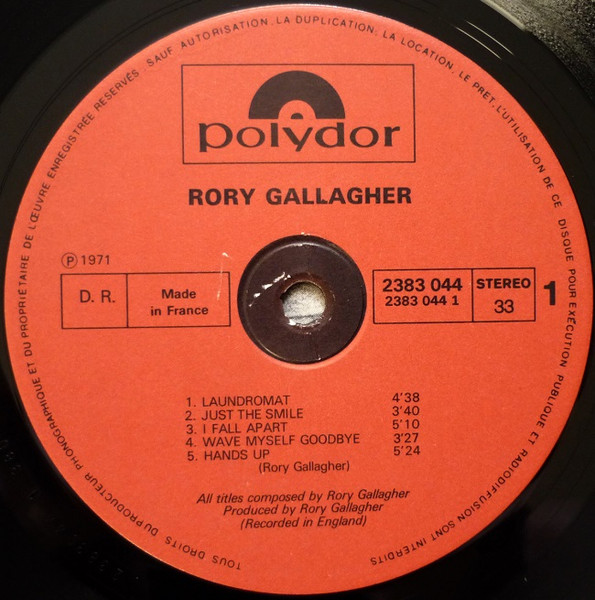 TOUS DROITS DU PRODUCTEUR PHONOGRAPHIQUE ET DU PROPRIÉTAIRE DE L'ŒUVRE ENREGISTRÉE RÉSERVÉS. SAUF AUTORISATION. LA DUPLICATION. LA LOCATION. LE PRET, L'UTILISATION DE CE DISQUE POUR EXÉCUTION PUBLIQUE ET RADIODIFFUSION SONT INTERDITS
polydor
RORY GALLAGHER
℗ 1971
D. R.
Made
in France
2383 044
2383 044 1
STEREO
33
1
1. LAUNDROMAT 4'38
2. JUST THE SMILE 3'40
3. I FALL APART 5'10
4. WAVE MYSELF GOODBYE 3'27
5. HANDS UP 5'24
(Rory Gallagher)
All titles composed by Rory Gallagher
Produced by Rory Gallagher
(Recorded in England)